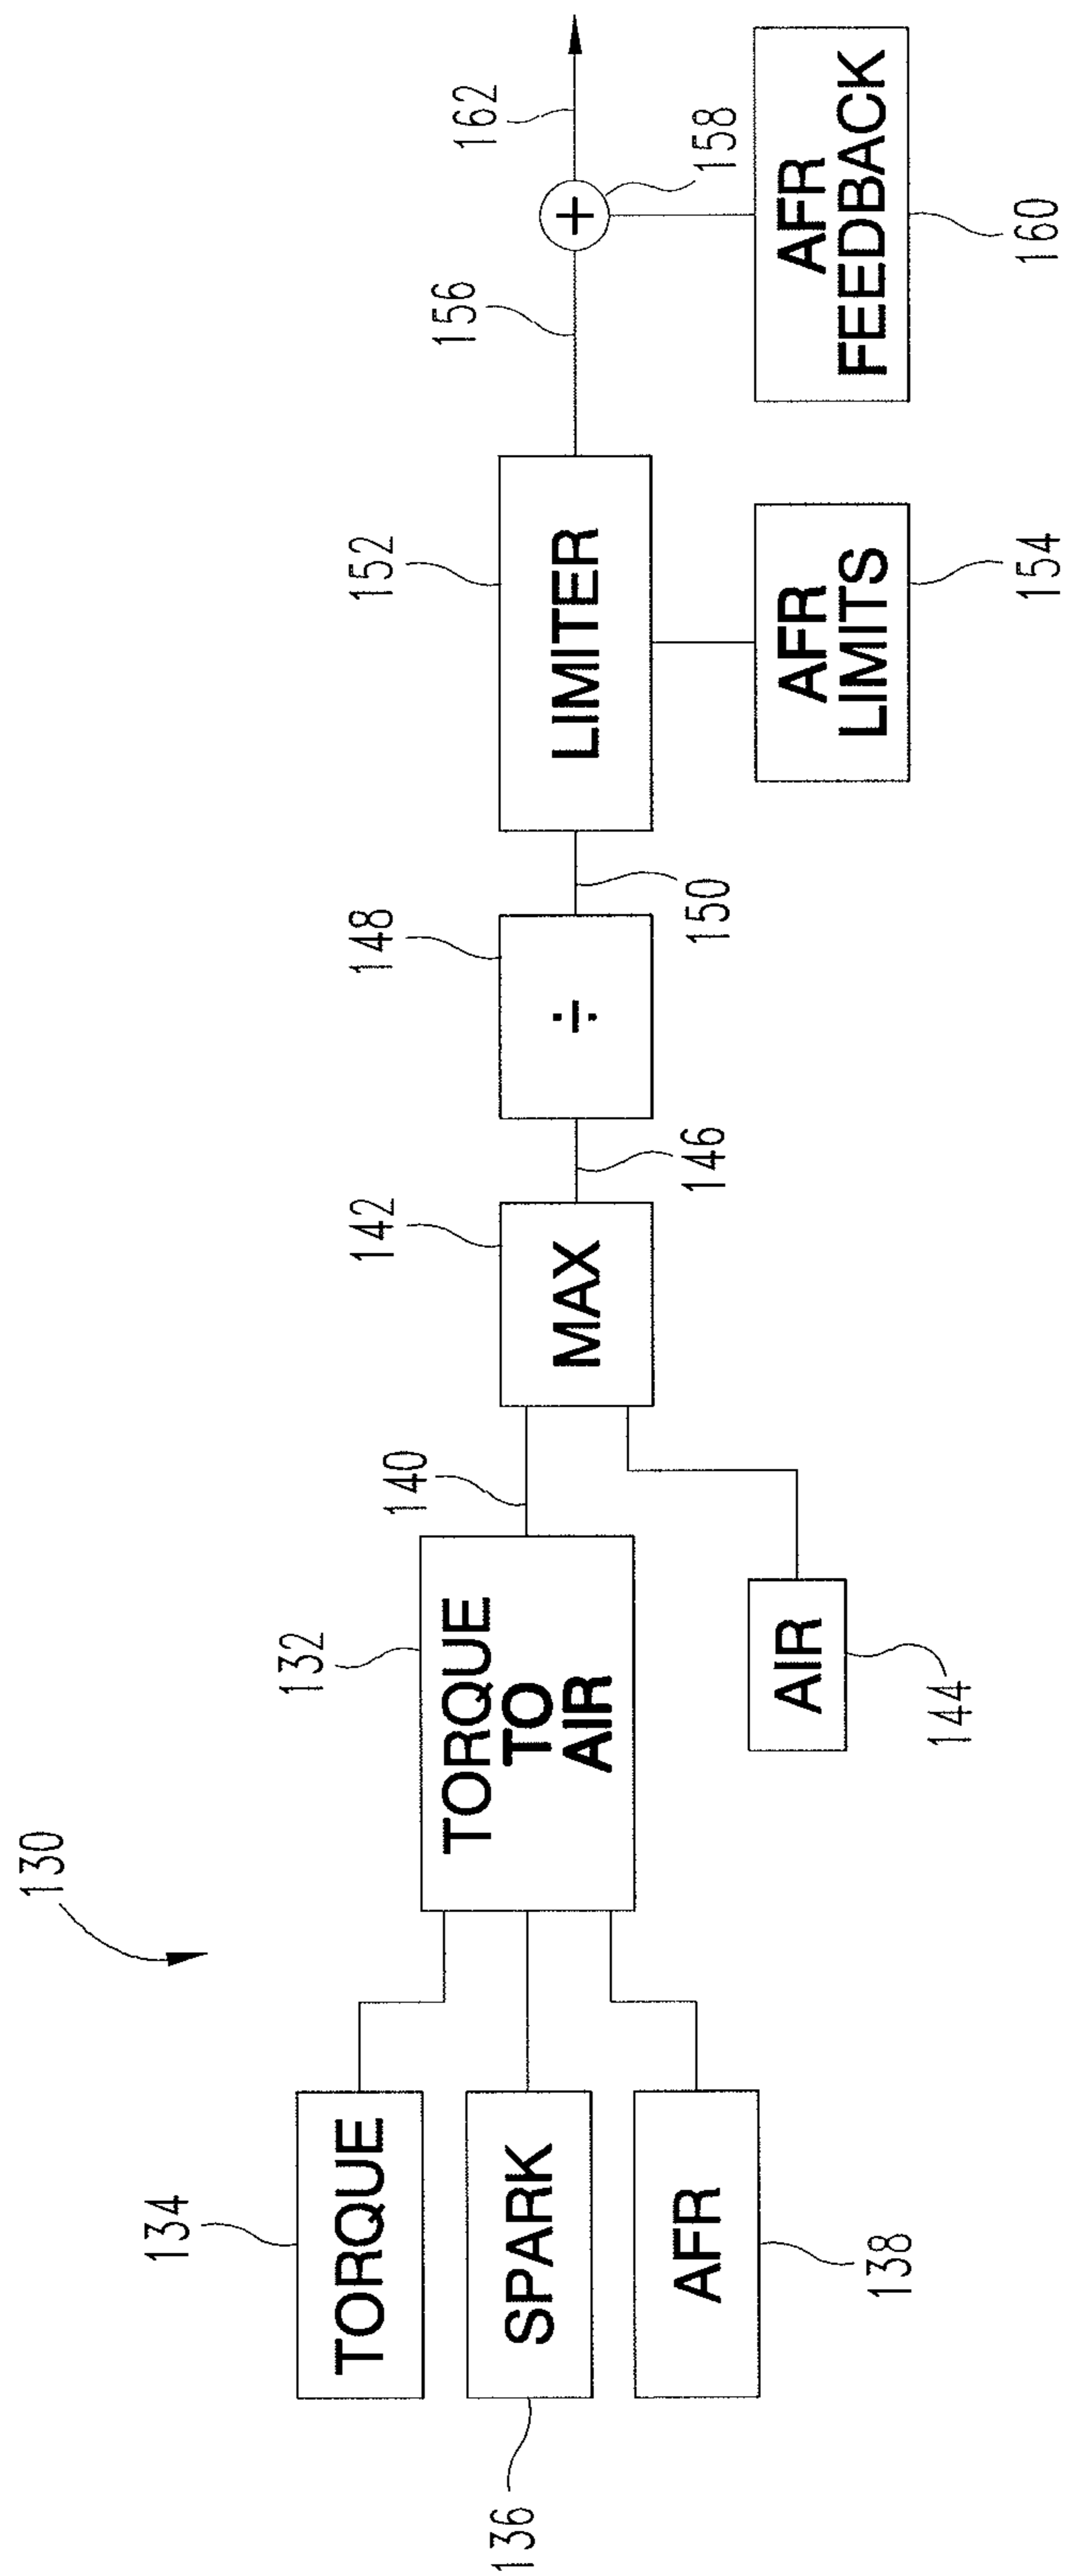 130
134
TORQUE
136
SPARK
AFR
138
132
TORQUE
TO
AIR
140
AIR
144
142
MAX
146
148
÷
150
152
LIMITER
AFR
LIMITS
154
156
+
158
162
AFR
FEEDBACK
160